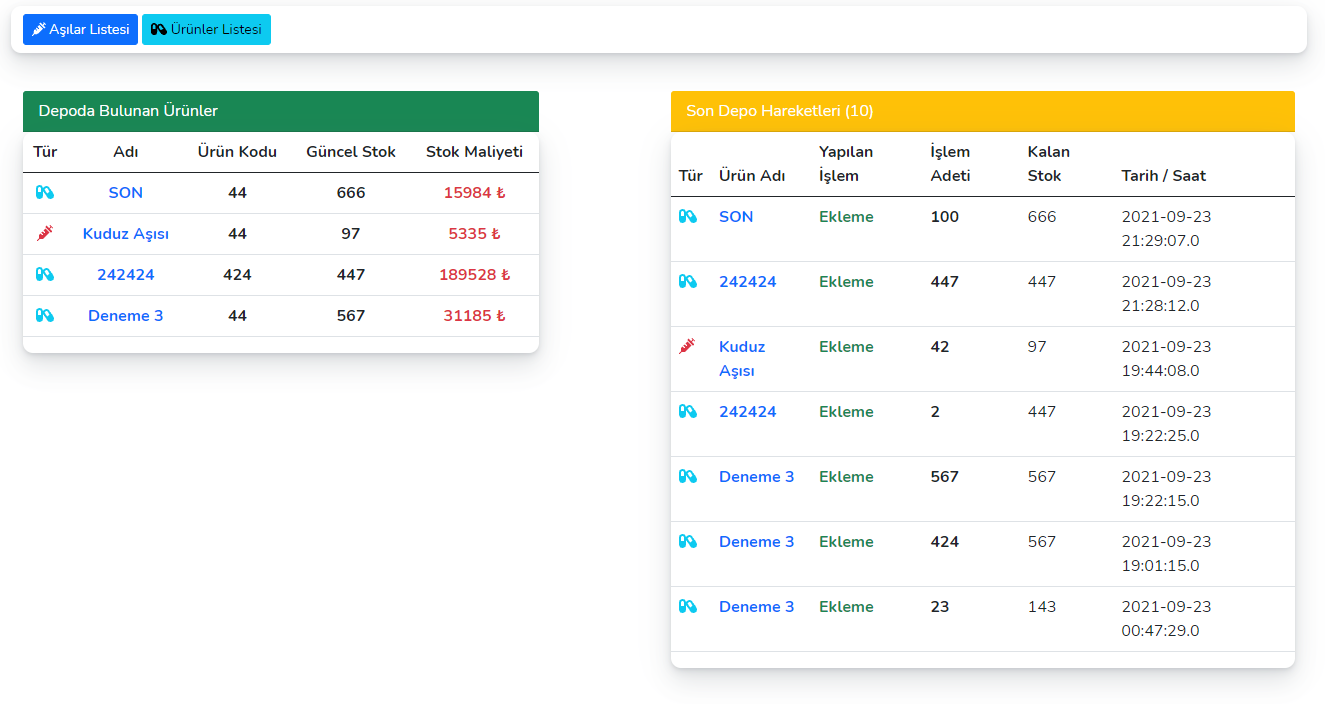 Aşılar Listesi Ürünler Listesi
Depoda Bulunan Ürünler
Tür Adı Ürün Kodu Güncel Stok Stok Maliyeti
SON 44 666 15984 ₺
Kuduz Aşısı 44 97 5335 ₺
242424 424 447 189528 ₺
Deneme 3 44 567 31185 ₺
Son Depo Hareketleri (10)
Tür Ürün Adı Yapılan İşlem İşlem Adeti Kalan Stok Tarih / Saat
SON Ekleme 100 666 2021-09-23
21:29:07.0
242424 Ekleme 447 447 2021-09-23
21:28:12.0
Kuduz Ekleme 42 97 2021-09-23
Aşısı 19:44:08.0
242424 Ekleme 2 447 2021-09-23
19:22:25.0
Deneme 3 Ekleme 567 567 2021-09-23
19:22:15.0
Deneme 3 Ekleme 424 567 2021-09-23
19:01:15.0
Deneme 3 Ekleme 23 143 2021-09-23
00:47:29.0